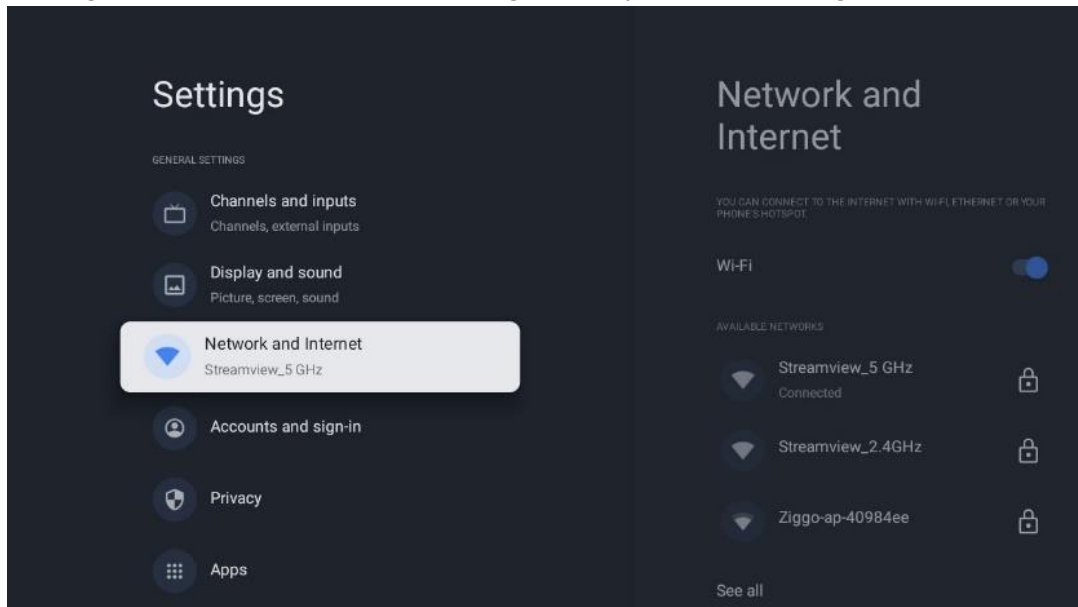 Settings
GENERAL SETTINGS
Channels and inputs
Channels, external inputs
Display and sound
Picture, screen, sound
Network and Internet
Streamview_5 GHz
Accounts and sign-in
Privacy
Apps
Network and
Internet
YOU CAN CONNECT TO THE INTERNET WITH WI-FI, ETHERNET OR YOUR
PHONE'S HOTSPOT.
Wi-Fi
AVAILABLE NETWORKS
Streamview_5 GHz
Connected
Streamview_2.4GHz
Ziggo-ap-40984ee
See all